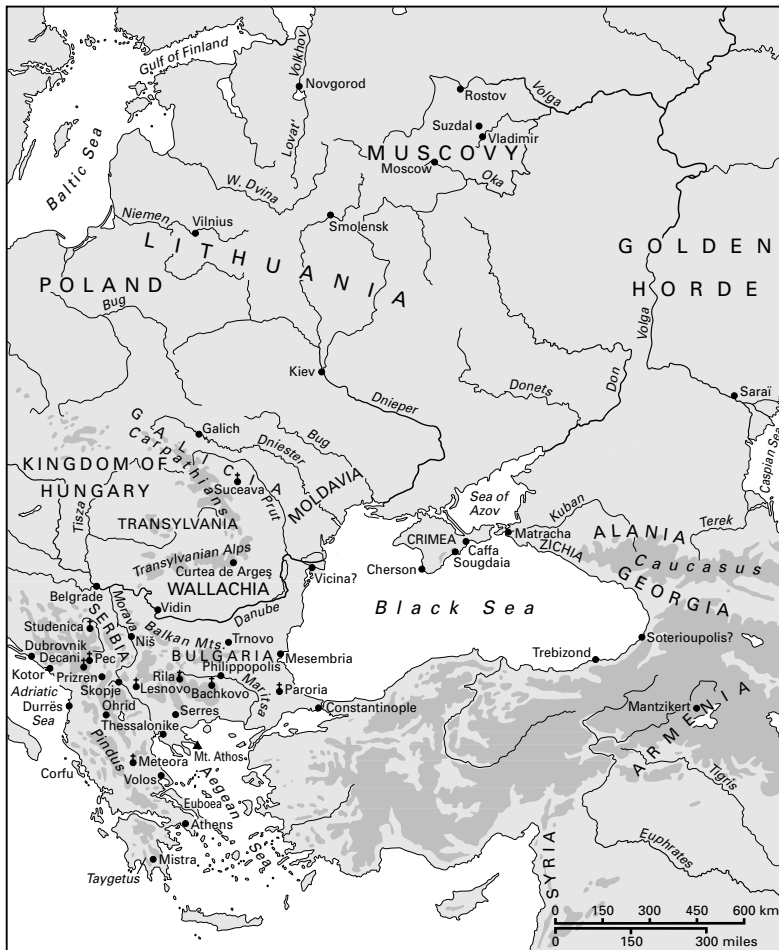 Gulf of Finland
Volkhov
Novgorod
Rostov
Volga
Suzdal
Vladimir
Baltic Sea
Lovat'
MUSCOVY
Moscow
Oka
W. Dvina
Niemen
Vilnius
Smolensk
LITHUANIA
GOLDEN
HORDE
POLAND
Bug
Volga
Kiev
Dnieper
Donets
Don
Saraï
Galich
GALICIA
Carpathians
Dniester
Bug
Caspian Sea
KINGDOM OF
HUNGARY
Suceava
Prut
MOLDAVIA
Sea of
Azov
Tisza
TRANSYLVANIA
CRIMEA
Caffa
Matracha
Kuban
ALANIA
Terek
Sougdaia
ZICHIA
Transylvanian Alps
Curtea de Argeş
Cherson
Caucasus
GEORGIA
Vicina?
WALLACHIA
Belgrade
Black Sea
Vidin
Danube
SERBIA
Morava
Studenica
Niš
Balkan Mts.
Trnovo
Soterioupolis?
Dubrovnik
BULGARIA
Mesembria
Trebizond
Decani
Pec
Rila
Philippopolis
Kotor
Prizren
Lesnovo
Bachkovo
Maritsa
Paroria
Adriatic
Sea
Skopje
Mantzikert
ARMENIA
Durrës
Ohrid
Serres
Constantinople
Thessalonike
Pindus
Mt. Athos
Corfu
Meteora
Volos
Aegean
Sea
Tigris
Euboea
Athens
Euphrates
SYRIA
Mistra
Taygetus
0 150 300 450 600 km
0 150 300 miles